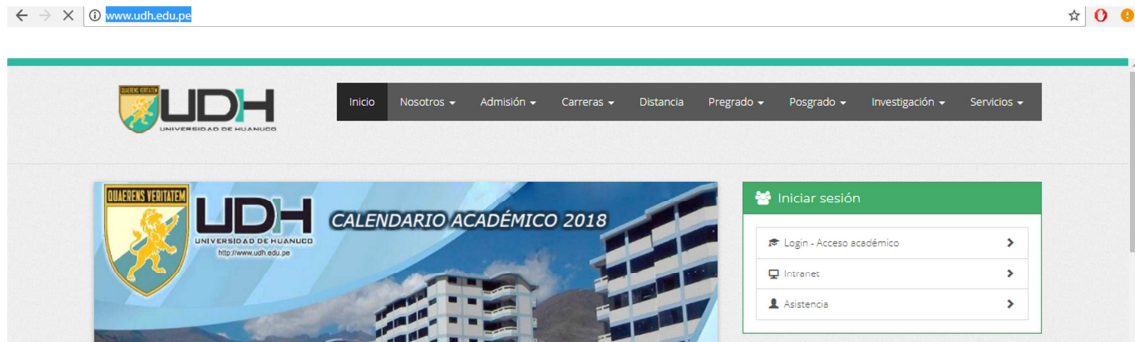 www.udh.edu.pe
QUAERENS VERITATEM
UDH
UNIVERSIDAD DE HUANUCO
Inicio Nosotros Admisión Carreras Distancia Pregrado Posgrado Investigación Servicios
QUAERENS VERITATEM
UDH
UNIVERSIDAD DE HUANUCO
http://www.udh.edu.pe
CALENDARIO ACADÉMICO 2018
Iniciar sesión
Login - Acceso académico
Intranet
Asistencia